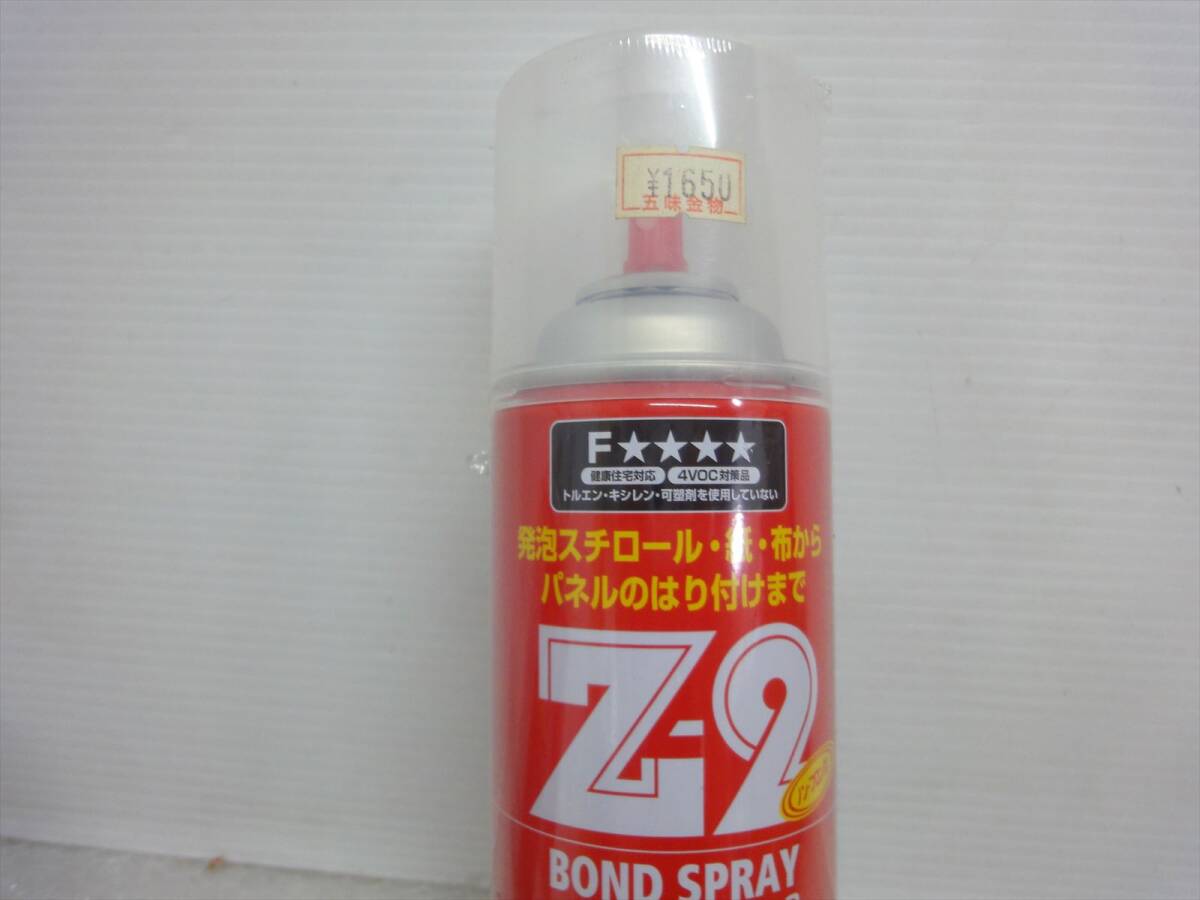 ¥1650
五味金物
F★★★★
健康住宅対応 4VOC対策品
トルエン・キシレン・可塑剤を使用していない
発泡スチロール・紙・布から
パネルのはり付けまで
Z-2
BOND SPRAY